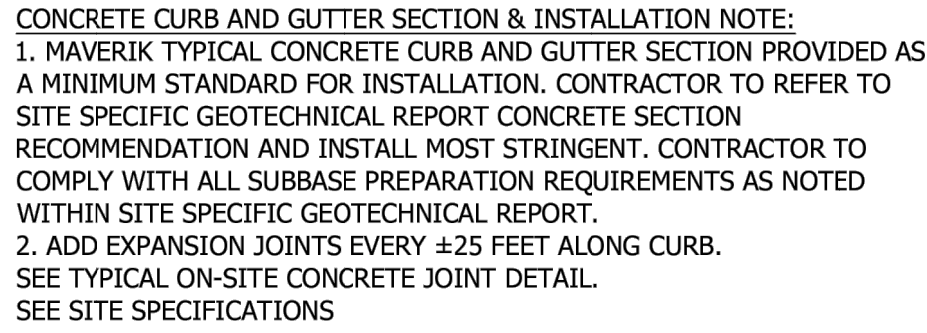 CONCRETE CURB AND GUTTER SECTION & INSTALLATION NOTE:
1. MAVERIK TYPICAL CONCRETE CURB AND GUTTER SECTION PROVIDED AS
A MINIMUM STANDARD FOR INSTALLATION. CONTRACTOR TO REFER TO
SITE SPECIFIC GEOTECHNICAL REPORT CONCRETE SECTION
RECOMMENDATION AND INSTALL MOST STRINGENT. CONTRACTOR TO
COMPLY WITH ALL SUBBASE PREPARATION REQUIREMENTS AS NOTED
WITHIN SITE SPECIFIC GEOTECHNICAL REPORT.
2. ADD EXPANSION JOINTS EVERY ±25 FEET ALONG CURB.
SEE TYPICAL ON-SITE CONCRETE JOINT DETAIL.
SEE SITE SPECIFICATIONS